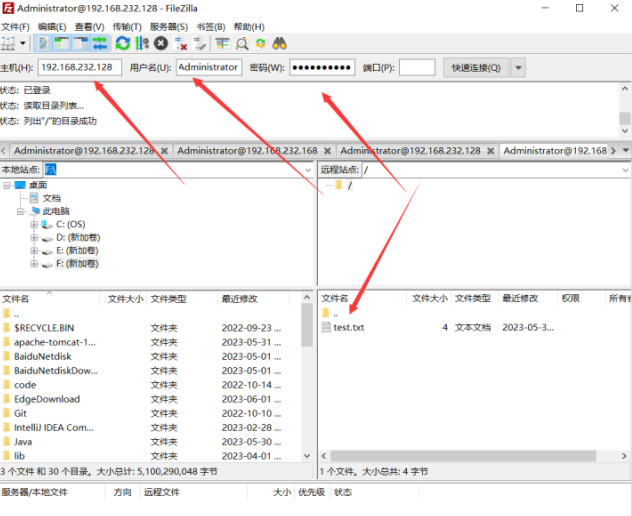 Administrator@192.168.232.128 - FileZilla
文件(F) 编辑(E) 查看(V) 传输(T) 服务器(S) 书签(B) 帮助(H)
主机(H): 192.168.232.128 用户名(U): Administrator 密码(W): ●●●●●●●●●● 端口(P): 快速连接(Q)
状态: 已登录
状态: 读取目录列表...
状态: 列出"/"的目录成功
Administrator@192.168.232.128 Administrator@192.168.232.168 Administrator@192.168.232.128 Administrator@192.168
本地站点: F:\ 远程站点: /
桌面 /
文档
此电脑
C: (OS)
D: (新加卷)
E: (新加卷)
F: (新加卷)
文件名 文件大小 文件类型 最近修改 文件名 文件大小 文件类型 最近修改 权限 所有者
.. ..
$RECYCLE.BIN 文件夹 2022-09-23 ... test.txt 4 文本文档 2023-05-3...
apache-tomcat-1... 文件夹 2023-05-31 ...
BaiduNetdisk 文件夹 2023-05-01 ...
BaiduNetdiskDow... 文件夹 2023-05-01 ...
code 文件夹 2022-10-14 ...
EdgeDownload 文件夹 2023-06-01 ...
Git 文件夹 2022-10-10 ...
IntelliJ IDEA Com... 文件夹 2023-02-28 ...
Java 文件夹 2023-05-30 ...
lib 文件夹 2023-04-01 ...
3 个文件 和 30 个目录。大小总计: 5,100,290,048 字节 1 个文件。大小总共: 4 字节
服务器/本地文件 方向 远程文件 大小 优先级 状态